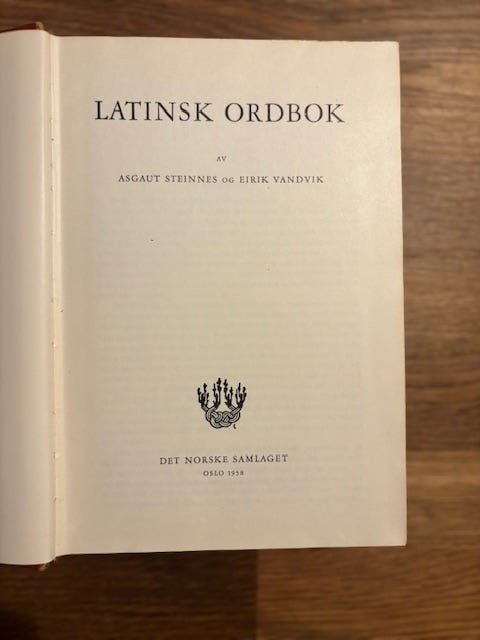 LATINSK ORDBOK
AV
ASGAUT STEINNES OG EIRIK VANDVIK
DET NORSKE SAMLAGET
OSLO 1958